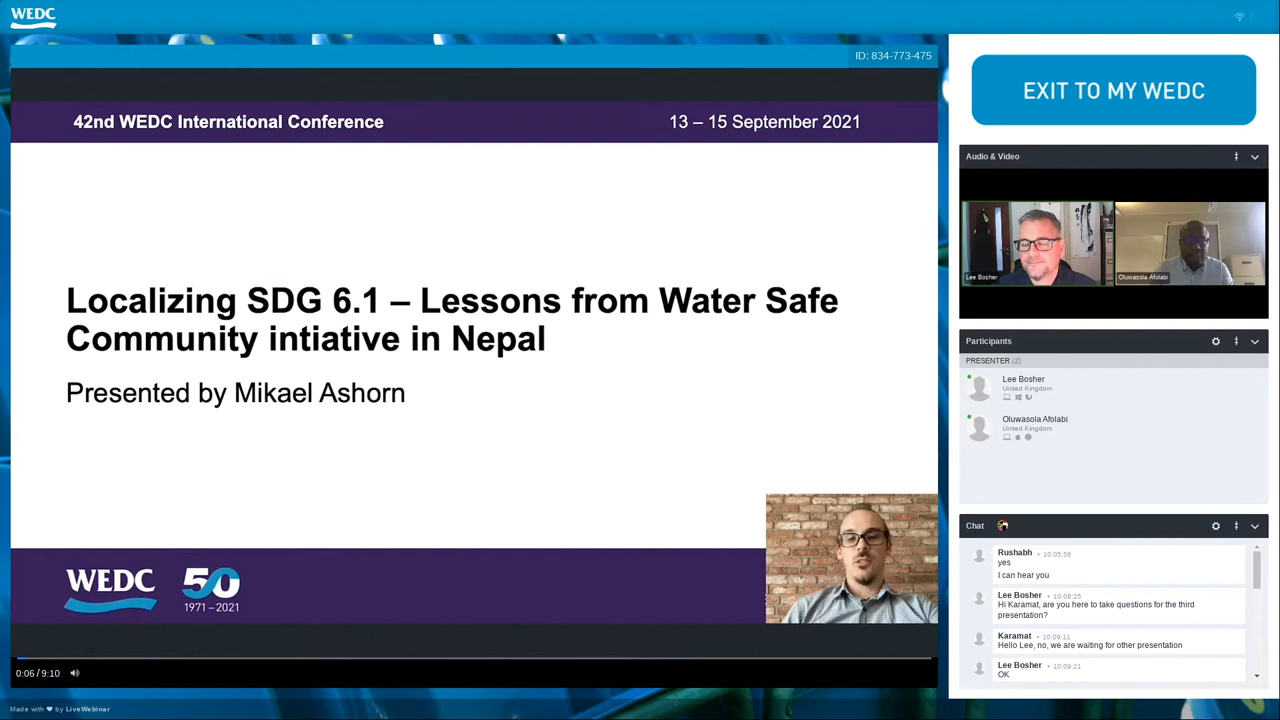 WEDC
ID: 834-773-475
42nd WEDC International Conference
13 – 15 September 2021
Localizing SDG 6.1 – Lessons from Water Safe
Community intiative in Nepal
Presented by Mikael Ashorn
WEDC
50
1971 – 2021
0:06 / 9:10
Made with ❤ by LiveWebinar
EXIT TO MY WEDC
Audio & Video
Lee Bosher
Oluwasola Afolabi
Participants
PRESENTER (2)
Lee Bosher
United Kingdom
Oluwasola Afolabi
United Kingdom
Chat
Rushabh • 10:05:56
yes
I can hear you
Lee Bosher • 10:08:25
Hi Karamat, are you here to take questions for the third
presentation?
Karamat • 10:09:11
Hello Lee, no, we are waiting for other presentation
Lee Bosher • 10:09:21
OK